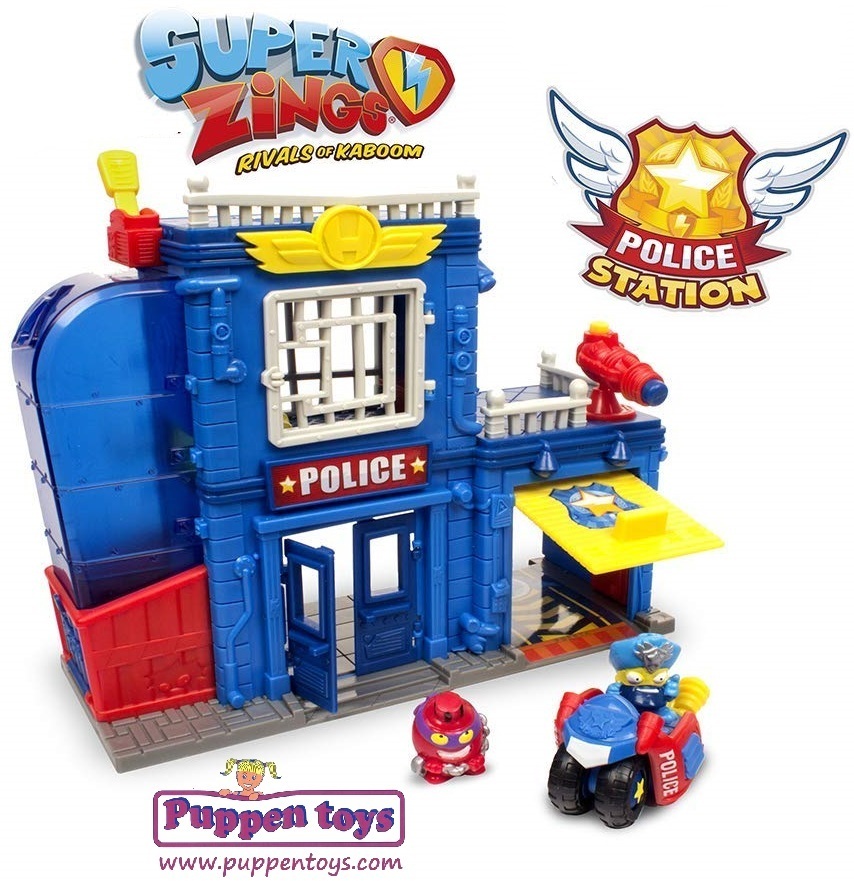 SUPER
ZINGS®
RIVALS OF KABOOM
POLICE
STATION
H
POLICE
POLICE
Puppen toys
www.puppentoys.com